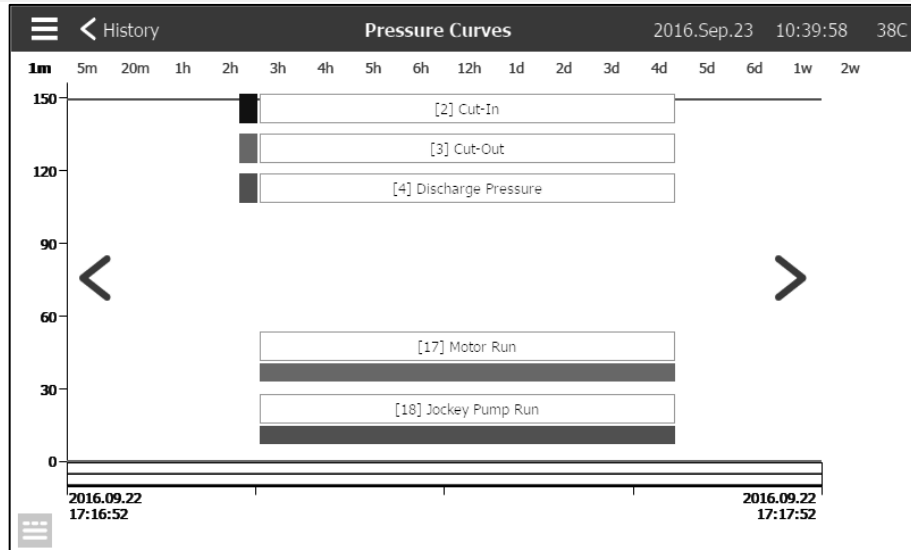 History Pressure Curves 2016.Sep.23 10:39:58 38C
1m 5m 20m 1h 2h 3h 4h 5h 6h 12h 1d 2d 3d 4d 5d 6d 1w 2w
150
[2] Cut-In
[3] Cut-Out
120
[4] Discharge Pressure
90
60
[17] Motor Run
30
[18] Jockey Pump Run
0
2016.09.22 2016.09.22
17:16:52 17:17:52